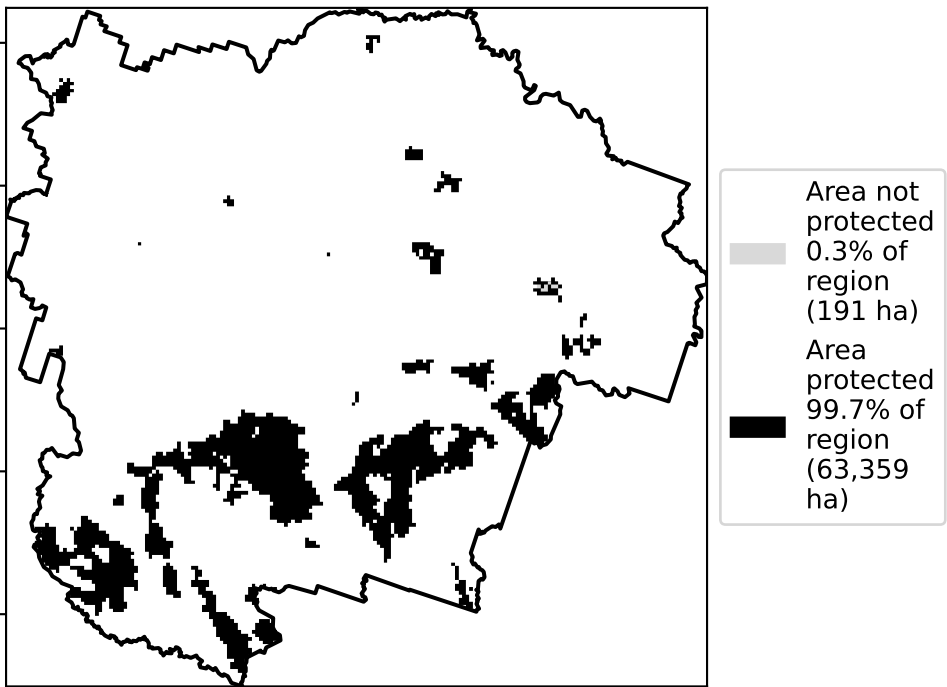 Area not
protected
0.3% of
region
(191 ha)
Area
protected
99.7% of
region
(63,359
ha)